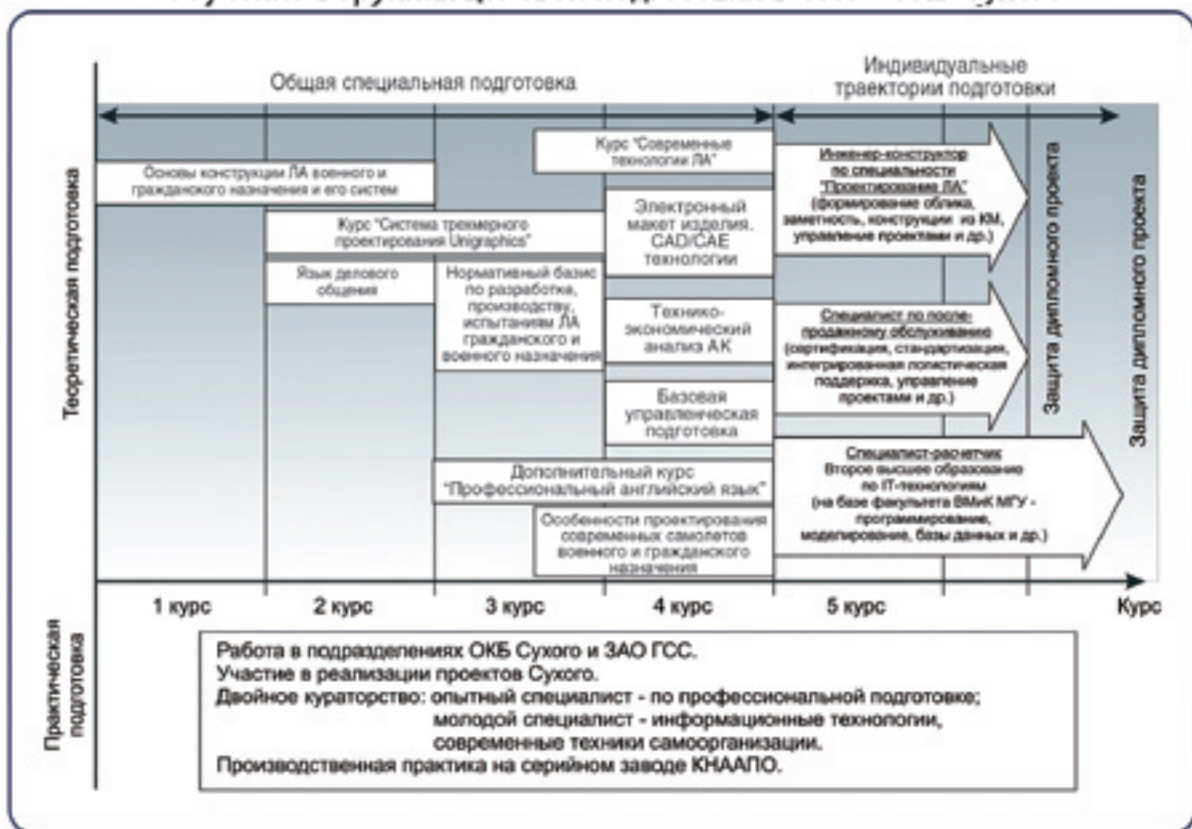 Общая специальная подготовка
Индивидуальные
траектории подготовки
Теоретическая подготовка
Основы конструкции ЛА военного и
гражданского назначения и его систем
Курс "Система трехмерного
проектирования Unigraphics"
Язык делового
общения
Нормативный базис
по разработке,
производству,
испытаниям ЛА
гражданского и
военного назначения
Курс "Современные
технологии ЛА"
Электронный
макет изделия.
CAD/CAE
технологии
Технико-
экономический
анализ АК
Базовая
управленческая
подготовка
Дополнительный курс
"Профессиональный английский язык"
Особенности проектирования
современных самолетов
военного и гражданского
назначения
Инженер-конструктор
по специальности
"Проектирование ЛА"
(формирование облика,
заметность, конструкции из КМ,
управление проектами и др.)
Специалист по после-
продажному обслуживанию
(сертификация, стандартизация,
интегрированная логистическая
поддержка, управление
проектами и др.)
Специалист-расчетчик
Второе высшее образование
по IT-технологиям
(на базе факультета ВМиК МГУ -
программирование,
моделирование, базы данных и др.)
Защита дипломного проекта
Защита дипломного проекта
1 курс
2 курс
3 курс
4 курс
5 курс
Курс
Практическая
подготовка
Работа в подразделениях ОКБ Сухого и ЗАО ГСС.
Участие в реализации проектов Сухого.
Двойное кураторство: опытный специалист - по профессиональной подготовке;
молодой специалист - информационные технологии,
современные техники самоорганизации.
Производственная практика на серийном заводе КНААПО.